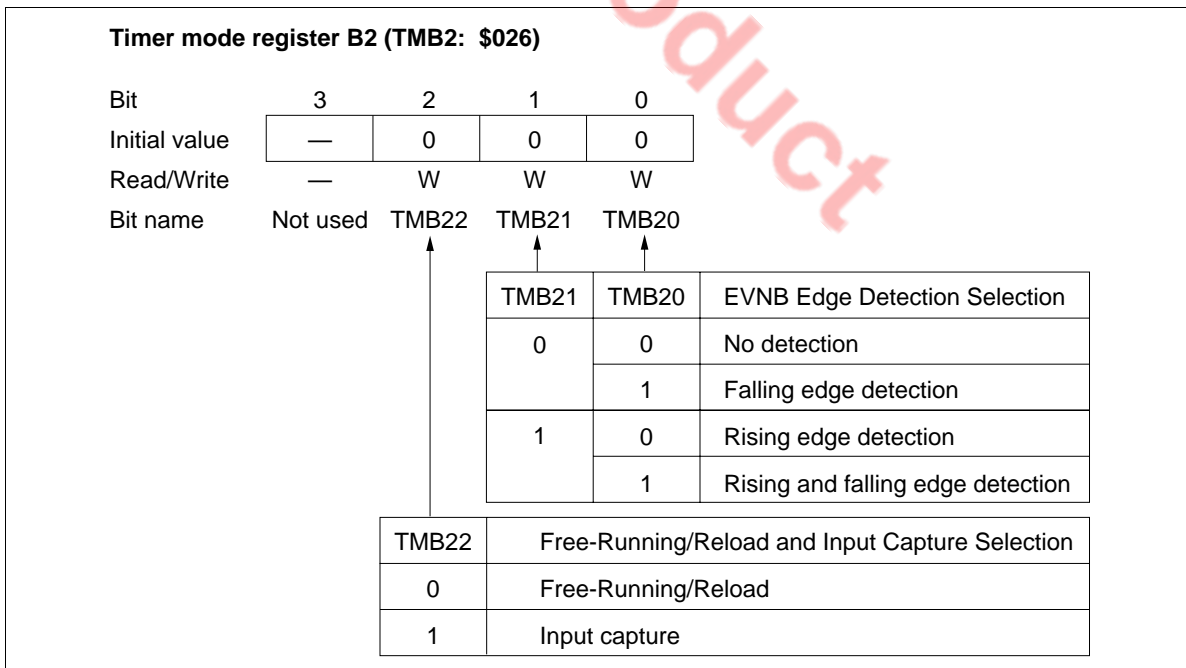 Timer mode register B2 (TMB2: $026)
Bit 3 2 1 0
Initial value — 0 0 0
Read/Write — W W W
Bit name Not used TMB22 TMB21 TMB20
TMB21 TMB20 EVNB Edge Detection Selection
0 0 No detection
1 Falling edge detection
1 0 Rising edge detection
1 Rising and falling edge detection
TMB22 Free-Running/Reload and Input Capture Selection
0 Free-Running/Reload
1 Input capture